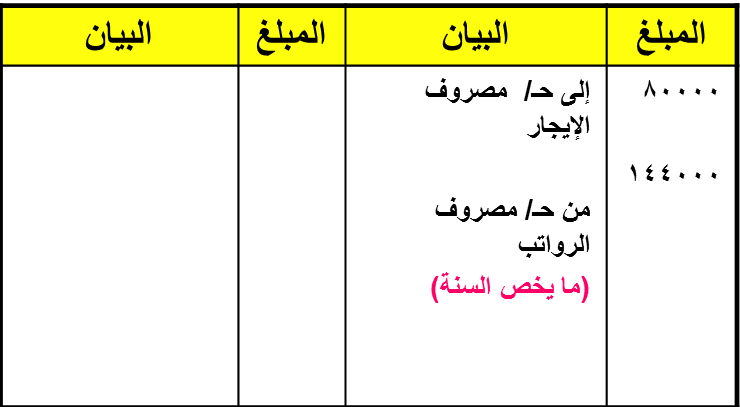 المبلغ البيان المبلغ البيان
٨٠٠٠٠ إلى حـ/ مصروف
الإيجار
١٤٤٠٠٠
من حـ/ مصروف
الرواتب
(ما يخص السنة)